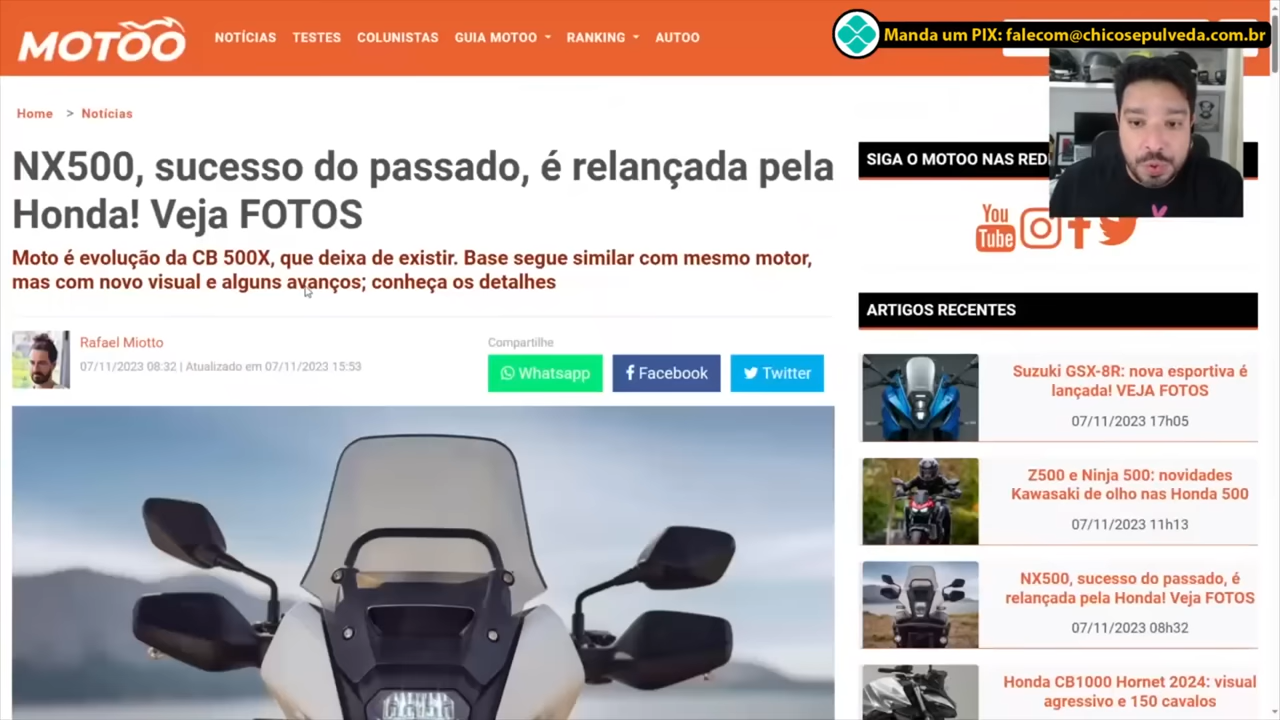 MOTOO
NOTÍCIAS TESTES COLUNISTAS GUIA MOTOO RANKING AUTOO
Manda um PIX: falecom@chicosepulveda.com.br
Home > Notícias
NX500, sucesso do passado, é relançada pela
Honda! Veja FOTOS
Moto é evolução da CB 500X, que deixa de existir. Base segue similar com mesmo motor,
mas com novo visual e alguns avanços; conheça os detalhes
Rafael Miotto
07/11/2023 08:32 | Atualizado em 07/11/2023 15:53
Compartilhe
Whatsapp
Facebook
Twitter
SIGA O MOTOO NAS RED
You
Tube
ARTIGOS RECENTES
Suzuki GSX-8R: nova esportiva é
lançada! VEJA FOTOS
07/11/2023 17h05
Z500 e Ninja 500: novidades
Kawasaki de olho nas Honda 500
07/11/2023 11h13
NX500, sucesso do passado, é
relançada pela Honda! Veja FOTOS
07/11/2023 08h32
Honda CB1000 Hornet 2024: visual
agressivo e 150 cavalos